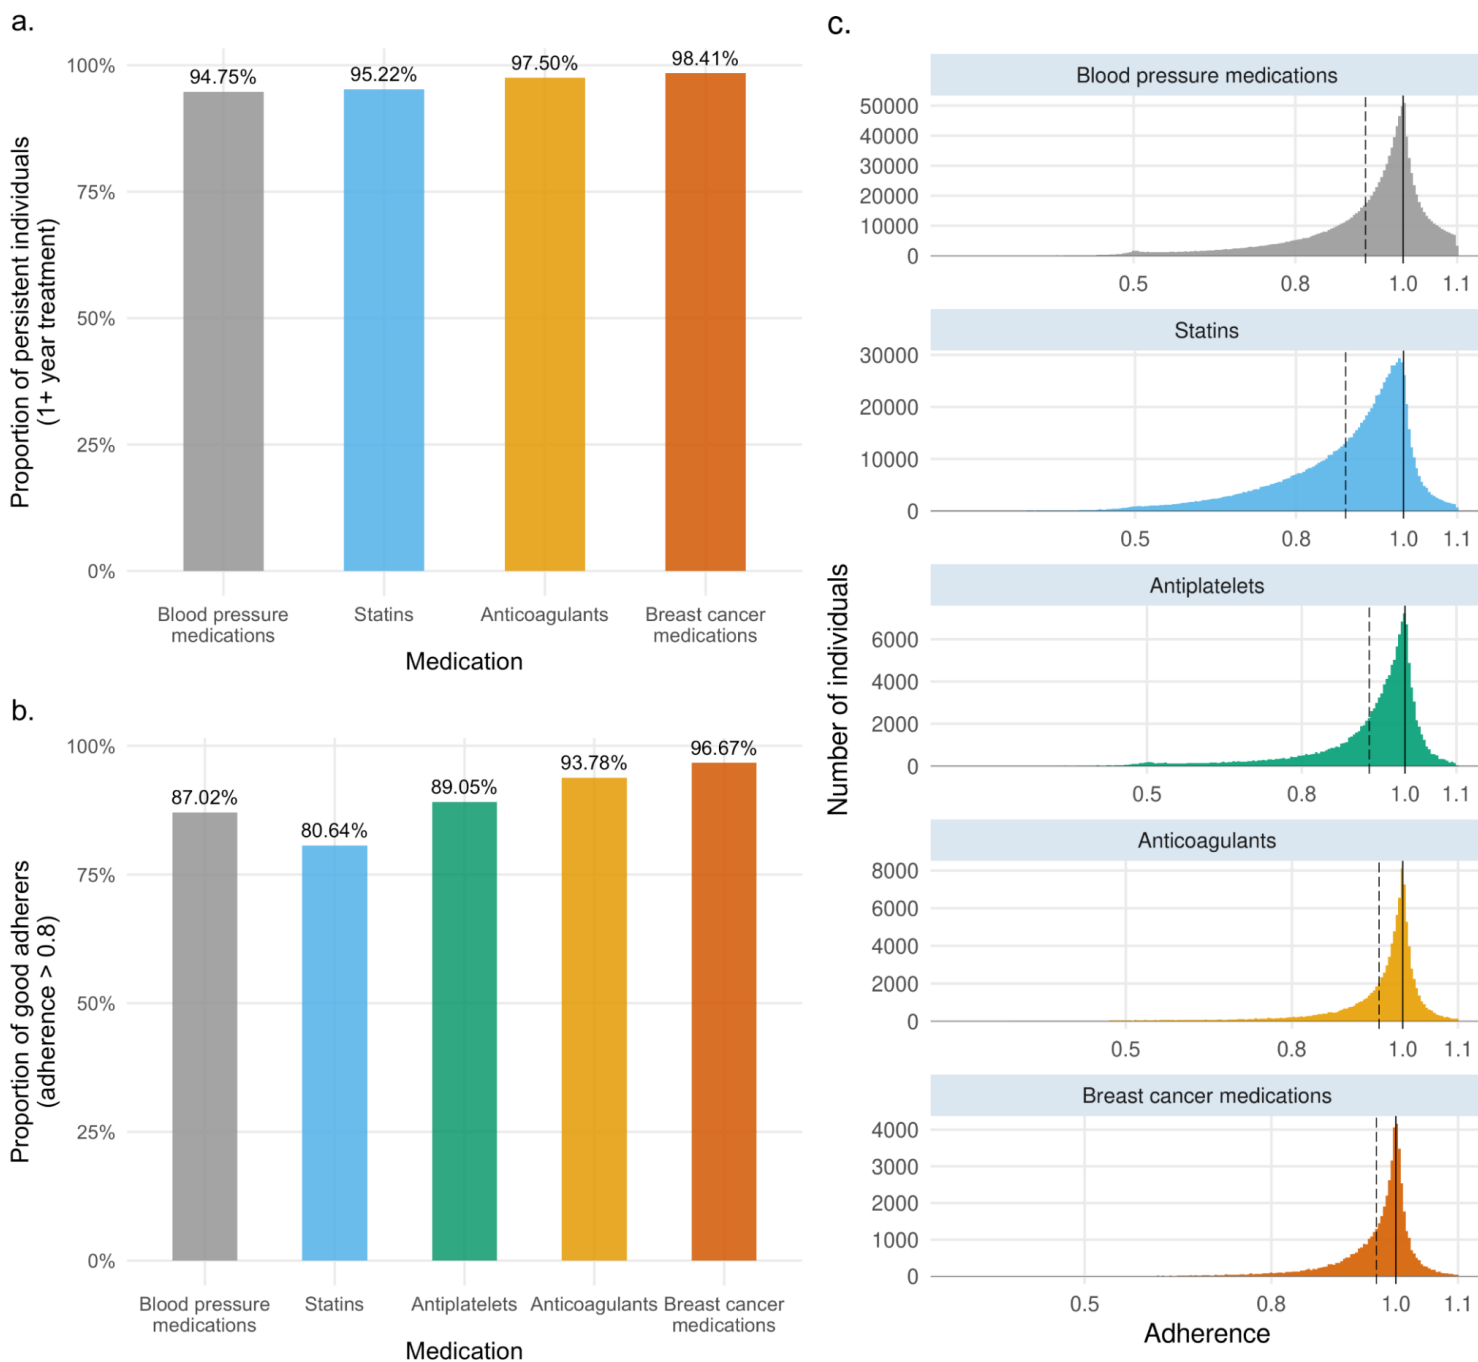 a.
Proportion of persistent individuals
(1+ year treatment)
100%
75%
50%
25%
0%
94.75%
95.22%
97.50%
98.41%
Blood pressure
medications
Statins
Anticoagulants
Breast cancer
medications
Medication
b.
Proportion of good adherers
(adherence > 0.8)
100%
75%
50%
25%
0%
87.02%
80.64%
89.05%
93.78%
96.67%
Blood pressure
medications
Statins
Antiplatelets
Anticoagulants
Breast cancer
medications
Medication
c.
Number of individuals
Blood pressure medications
50000
40000
30000
20000
10000
0
0.5 0.8 1.0 1.1
Statins
30000
20000
10000
0
0.5 0.8 1.0 1.1
Antiplatelets
6000
4000
2000
0
0.5 0.8 1.0 1.1
Anticoagulants
8000
6000
4000
2000
0
0.5 0.8 1.0 1.1
Breast cancer medications
4000
3000
2000
1000
0
0.5 0.8 1.0 1.1
Adherence